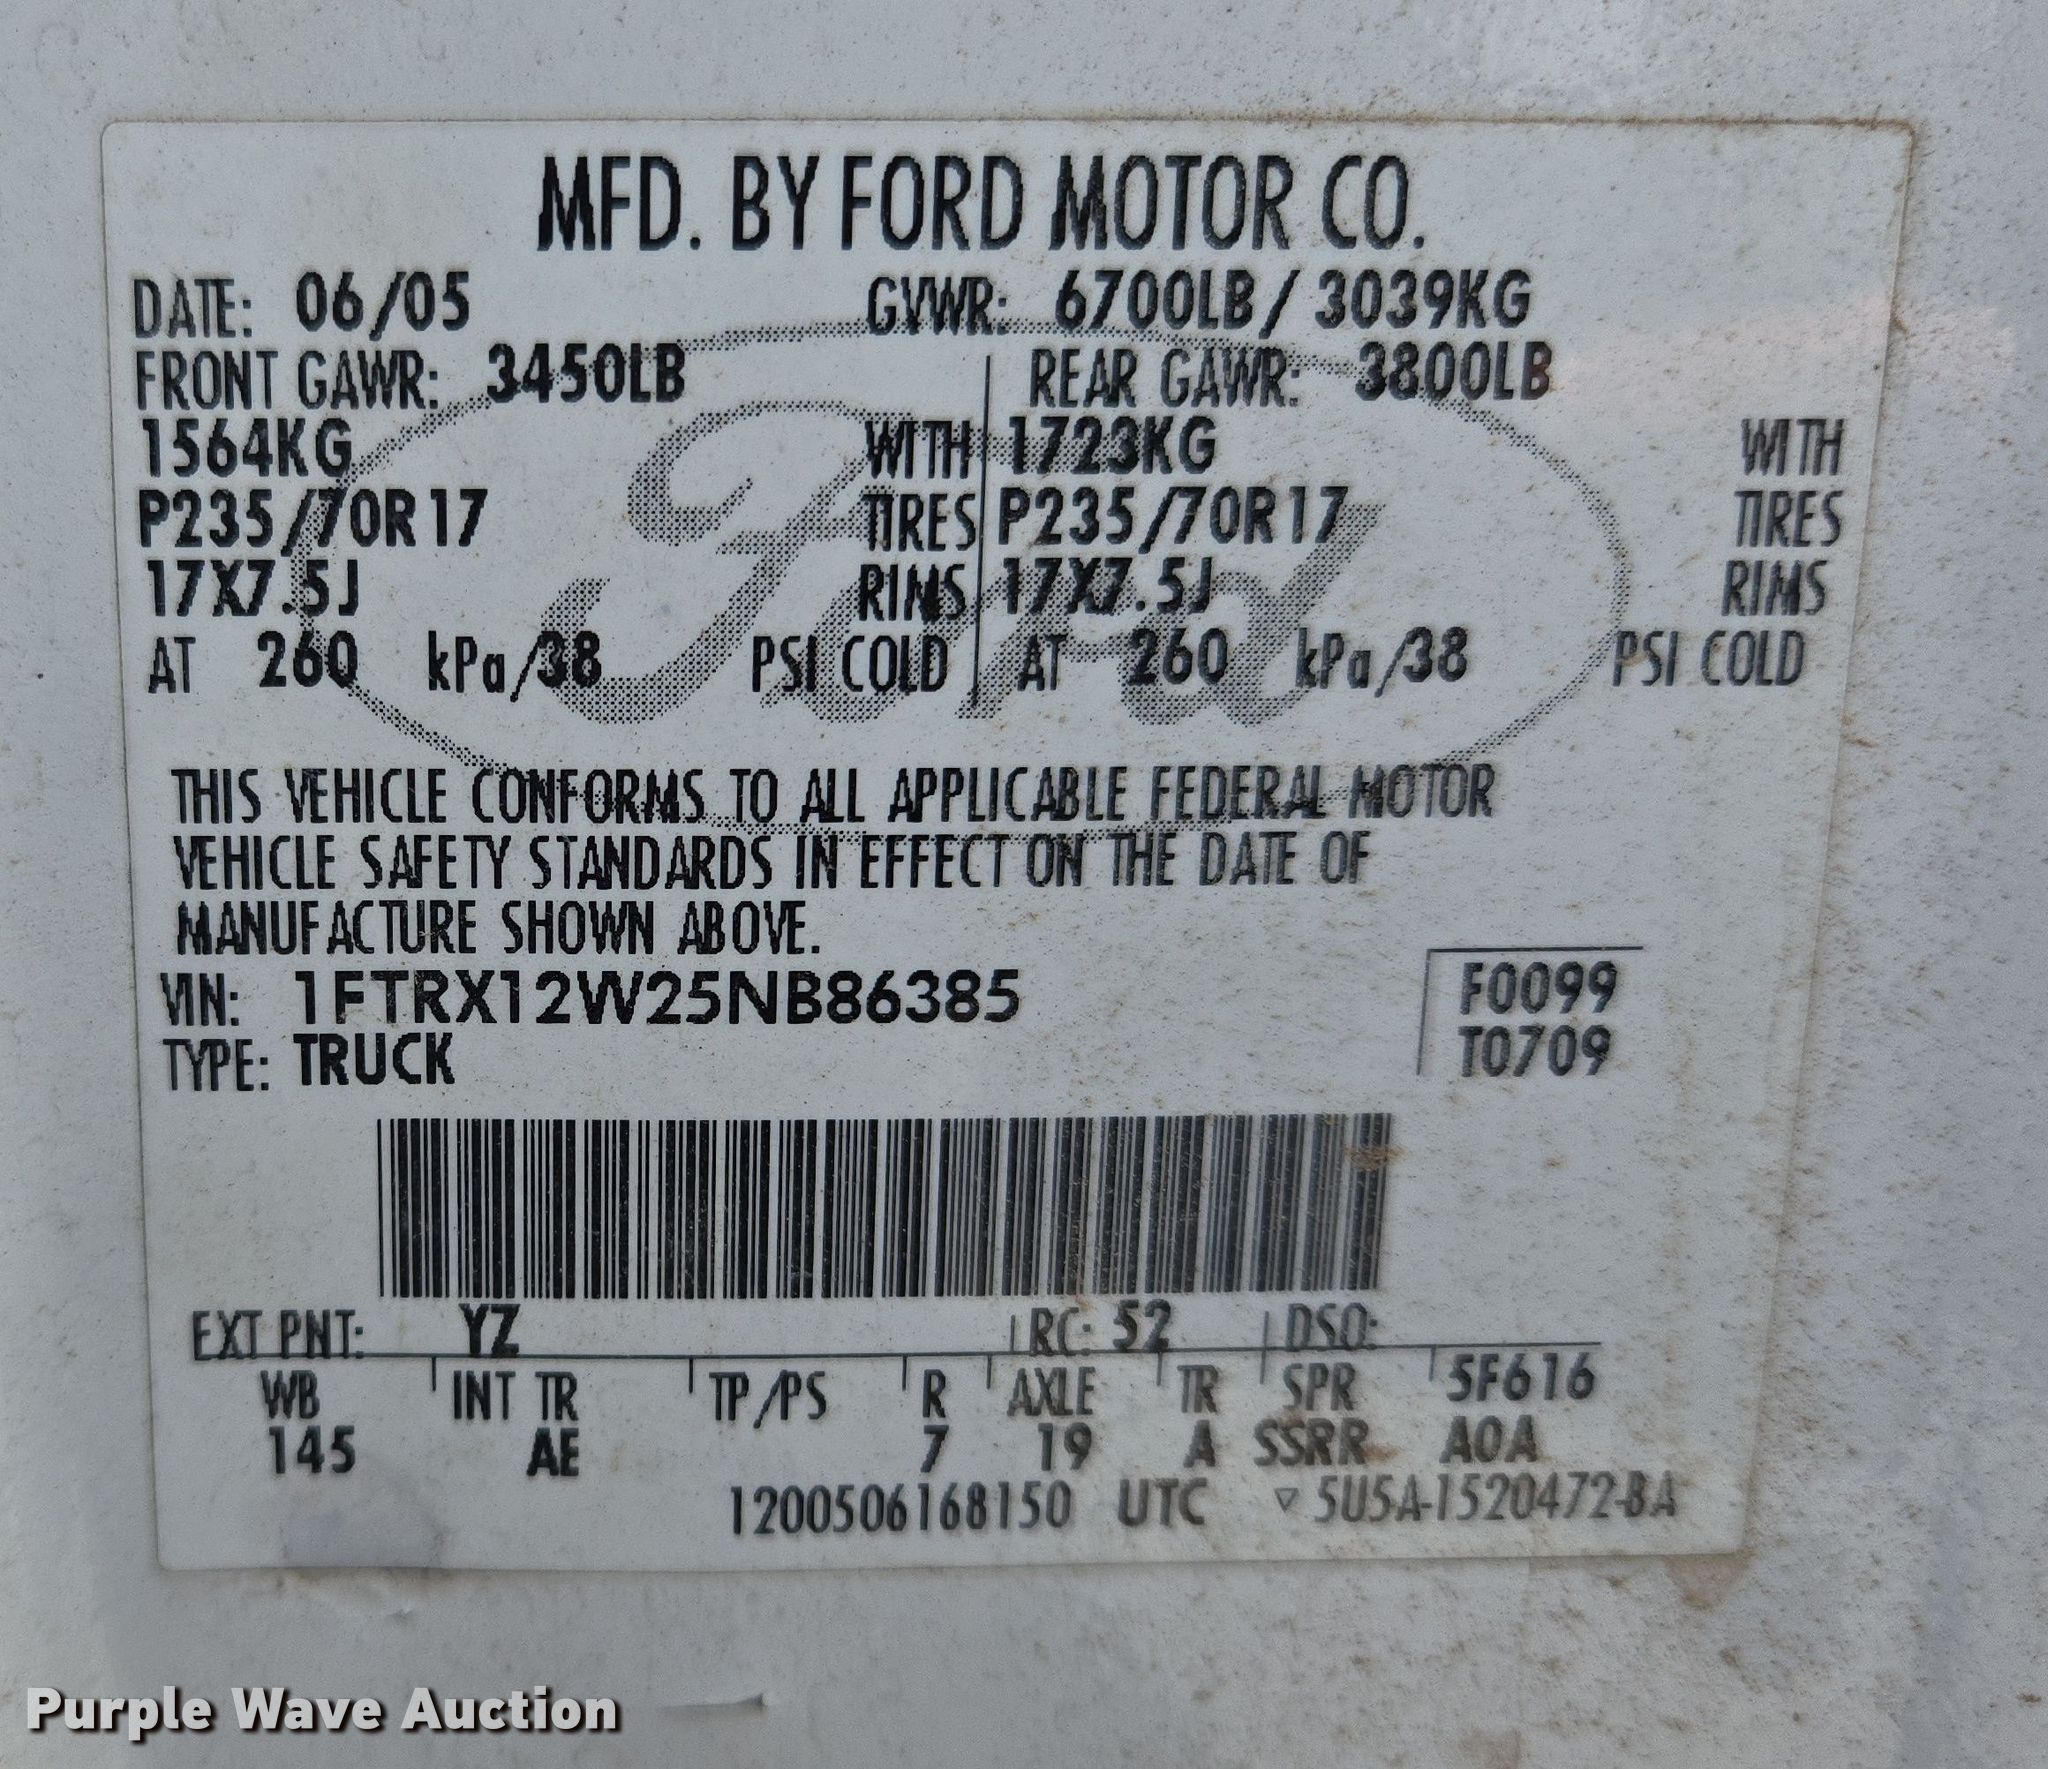 MFD. BY FORD MOTOR CO.
DATE: 06/05 GVWR: 6700LB/ 3039KG
FRONT GAWR: 3450LB REAR GAWR: 3800LB
1564KG WITH 1723KG WITH
P235/70R17 TIRES P235/70R17 TIRES
17X7.5J RIMS 17X7.5J RIMS
AT 260 kPa/38 PSI COLD AT 260 kPa/38 PSI COLD
Ford
THIS VEHICLE CONFORMS TO ALL APPLICABLE FEDERAL MOTOR
VEHICLE SAFETY STANDARDS IN EFFECT ON THE DATE OF
MANUFACTURE SHOWN ABOVE.
VIN: 1FTRX12W25NB86385 F0099
TYPE: TRUCK T0709
EXT PNT: YZ RC: 52 DSO:
WB INT TR TP/PS R AXLE TR SPR 5F616
145 AE 7 19 A SSRR A0A
1200506168150 UTC ▽ 5U5A-1520472-BA
Purple Wave Auction